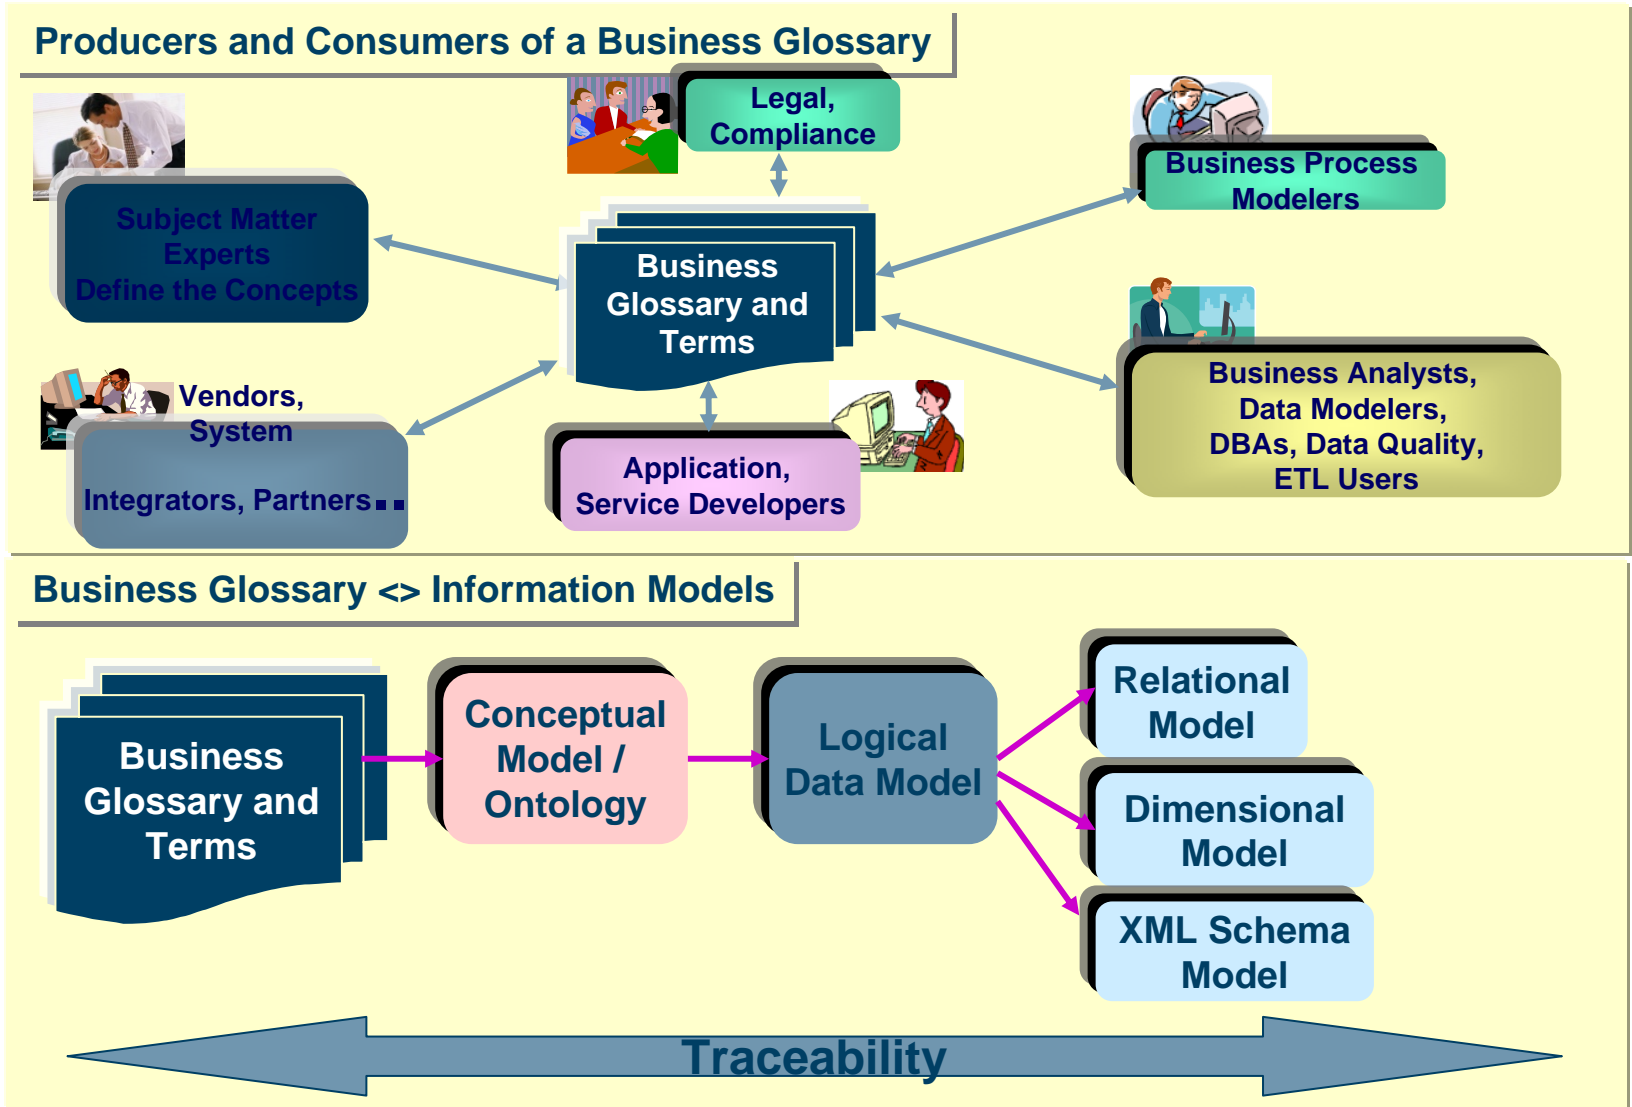 Producers and Consumers of a Business Glossary
Legal,
Compliance
Business Process
Modelers
Subject Matter
Experts
Define the Concepts
Business
Glossary and
Terms
Vendors,
System
Integrators, Partners..
Application,
Service Developers
Business Analysts,
Data Modelers,
DBAs, Data Quality,
ETL Users
Business Glossary <> Information Models
Business
Glossary and
Terms
Conceptual
Model /
Ontology
Logical
Data Model
Relational
Model
Dimensional
Model
XML Schema
Model
Traceability